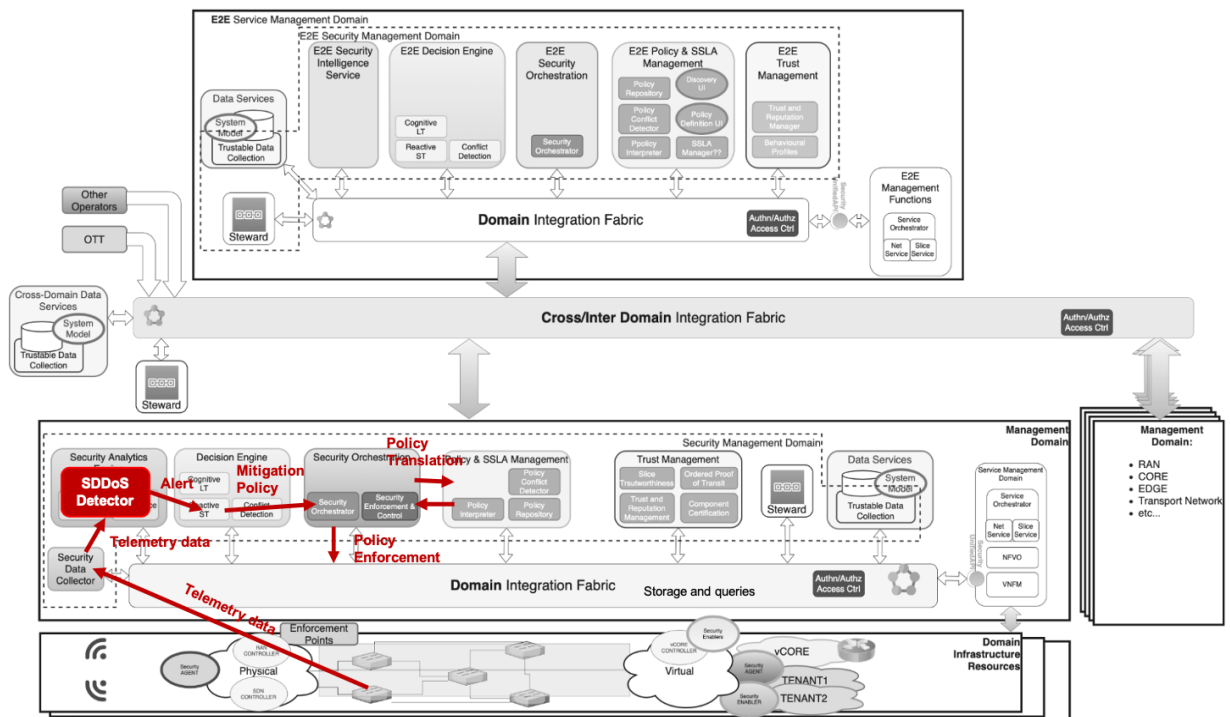 E2E Service Management Domain
E2E Security Management Domain
E2E Security
Intelligence
Service
E2E Decision Engine
Cognitive
LT
Reactive
ST
Conflict
Detection
E2E
Security
Orchestration
Security
Orchestrator
E2E Policy & SSLA
Management
Policy
Repository
Discovery
UI
Policy
Conflict
Detector
Policy
Definition UI
Ppolicy
Interpreter
SSLA
Manager??
E2E
Trust
Management
Trust and
Reputation
Manager
Behavioural
Profiles
Data Services
System
Model
Trustable Data
Collection
Steward
Domain Integration Fabric
Authn/Authz
Access Ctrl
Security
UnifiedAPI
E2E
Management
Functions
Service
Orchestrator
Net
Service
Slice
Service
Other
Operators
OTT
Cross-Domain Data
Services
System
Model
Trustable Data
Collection
Steward
Cross/Inter Domain Integration Fabric
Authn/Authz
Access Ctrl
Management
Domain
Security Management Domain
Security Analytics
SDDoS
Detector
Alert
Decision Engine
Cognitive
LT
Reactive
ST
Conflict
Detection
Mitigation
Policy
Security Orchestration
Security
Orchestrator
Security
Enforcement &
Control
Policy
Translation
Policy & SSLA Management
Policy
Conflict
Detector
Policy
Interpreter
Policy
Repository
Trust Management
Slice
Trutworthiness
Ordered Proof of
Transit
Trust and
Reputation
Management
Component
Certification
Steward
Data Services
System
Model
Trustable Data
Collection
Service Management
Domain
Service
Orchestrator
Net
Service
Slice
Service
NFVO
VNFM
Security
UnifiedAPI
Telemetry data
Policy
Enforcement
Security
Data
Collector
Domain Integration Fabric
Storage and queries
Authn/Authz
Access Ctrl
Telemetry data
Management
Domain:
• RAN
• CORE
• EDGE
• Transport Network
• etc...
Enforcement
Points
RAN
CONTROLLER
Security
AGENT
Physical
SDN
CONTROLLER
vCORE
CONTROLLER
Security
Enablers
Virtual
vCORE
Security
AGENT
TENANT1
Security
ENABLER
TENANT2
Domain
Infrastructure
Resources